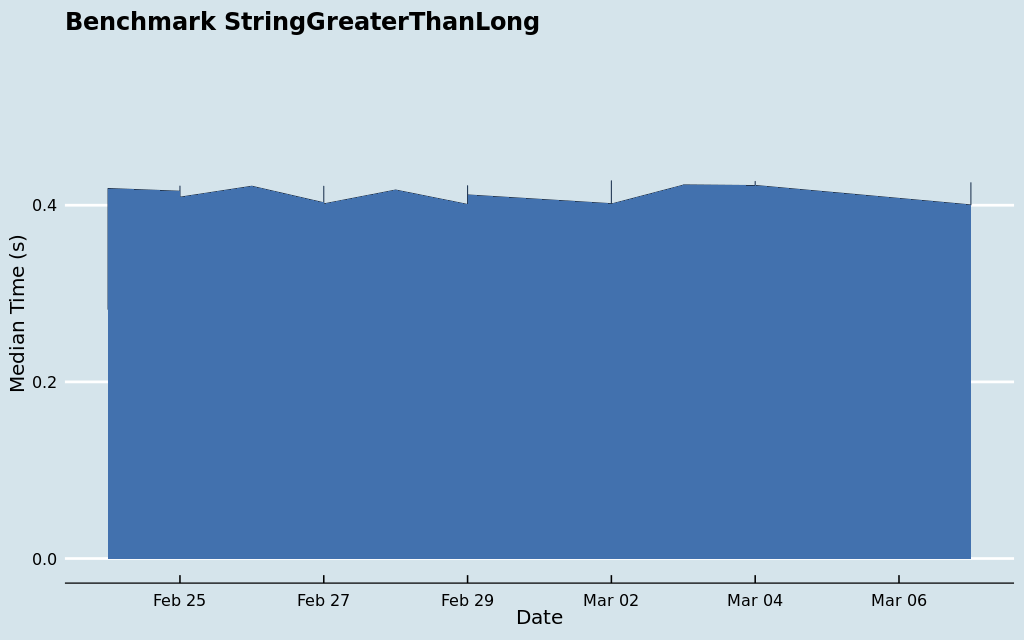 Benchmark StringGreaterThanLong
Median Time (s)
0.4
0.2
0.0
Feb 25 Feb 27 Feb 29 Mar 02 Mar 04 Mar 06
Date